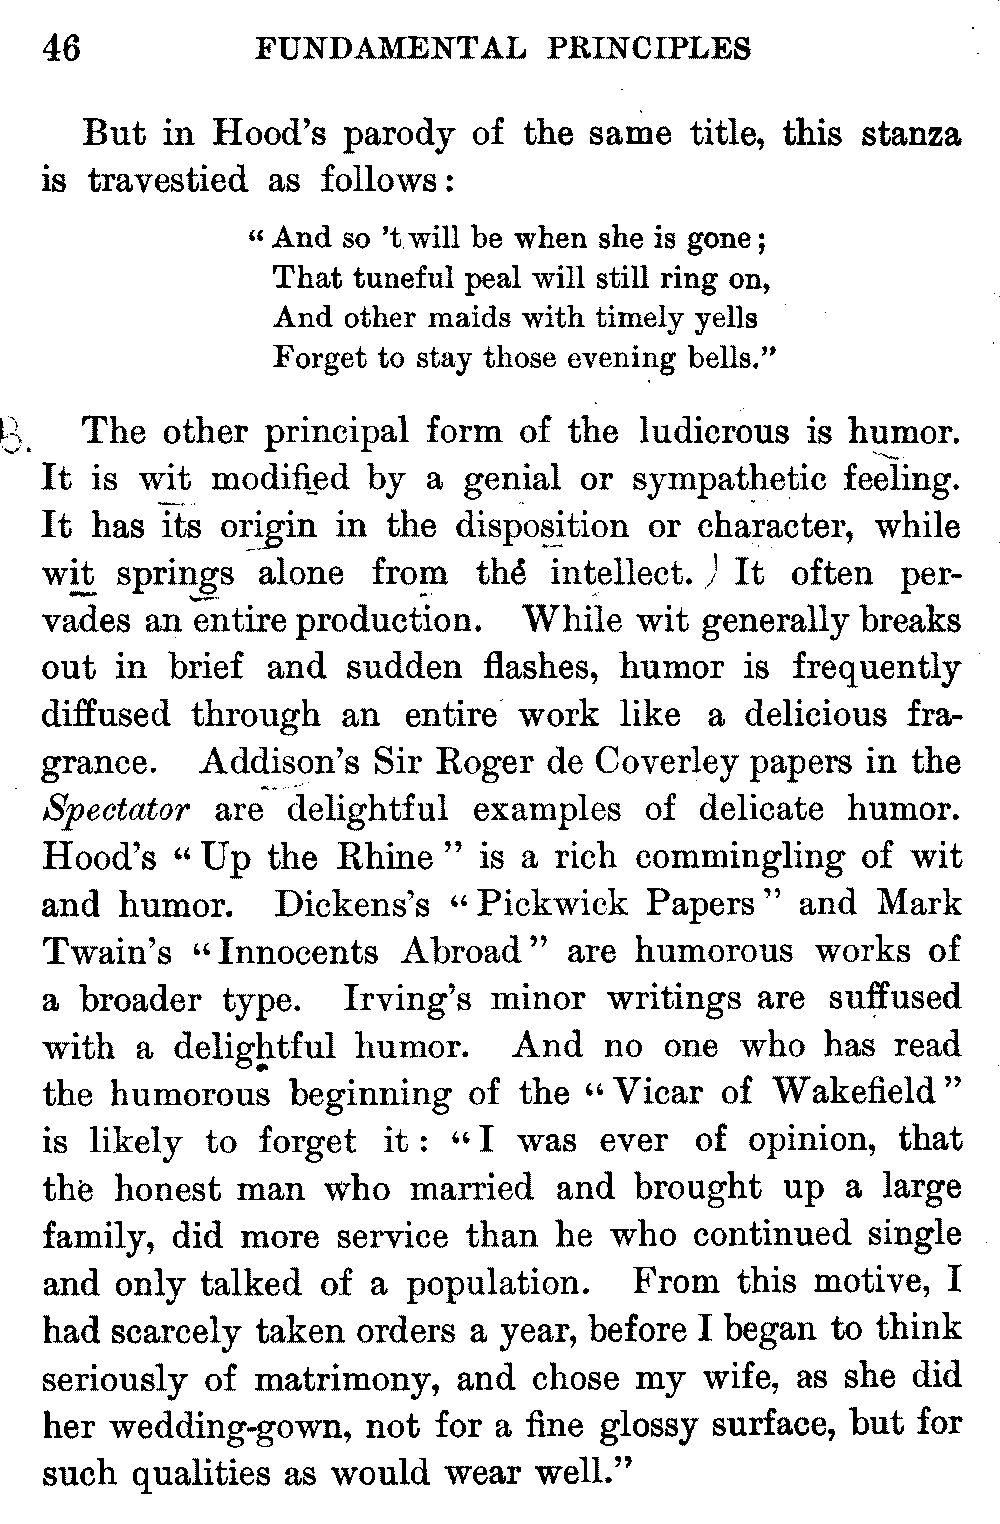 46 FUNDAMENTAL PRINCIPLES
But in Hood's parody of the same title, this stanza
is travestied as follows:
"And so 't will be when she is gone;
That tuneful peal will still ring on,
And other maids with timely yells
Forget to stay those evening bells."
B. The other principal form of the ludicrous is humor.
It is wit modified by a genial or sympathetic feeling.
It has its origin in the disposition or character, while
wit springs alone from the intellect.) It often per-
vades an entire production. While wit generally breaks
out in brief and sudden flashes, humor is frequently
diffused through an entire work like a delicious fra-
grance. Addison's Sir Roger de Coverley papers in the
Spectator are delightful examples of delicate humor.
Hood's "Up the Rhine" is a rich commingling of wit
and humor. Dickens's "Pickwick Papers" and Mark
Twain's "Innocents Abroad" are humorous works of
a broader type. Irving's minor writings are suffused
with a delightful humor. And no one who has read
the humorous beginning of the "Vicar of Wakefield"
is likely to forget it: "I was ever of opinion, that
the honest man who married and brought up a large
family, did more service than he who continued single
and only talked of a population. From this motive, I
had scarcely taken orders a year, before I began to think
seriously of matrimony, and chose my wife, as she did
her wedding-gown, not for a fine glossy surface, but for
such qualities as would wear well."